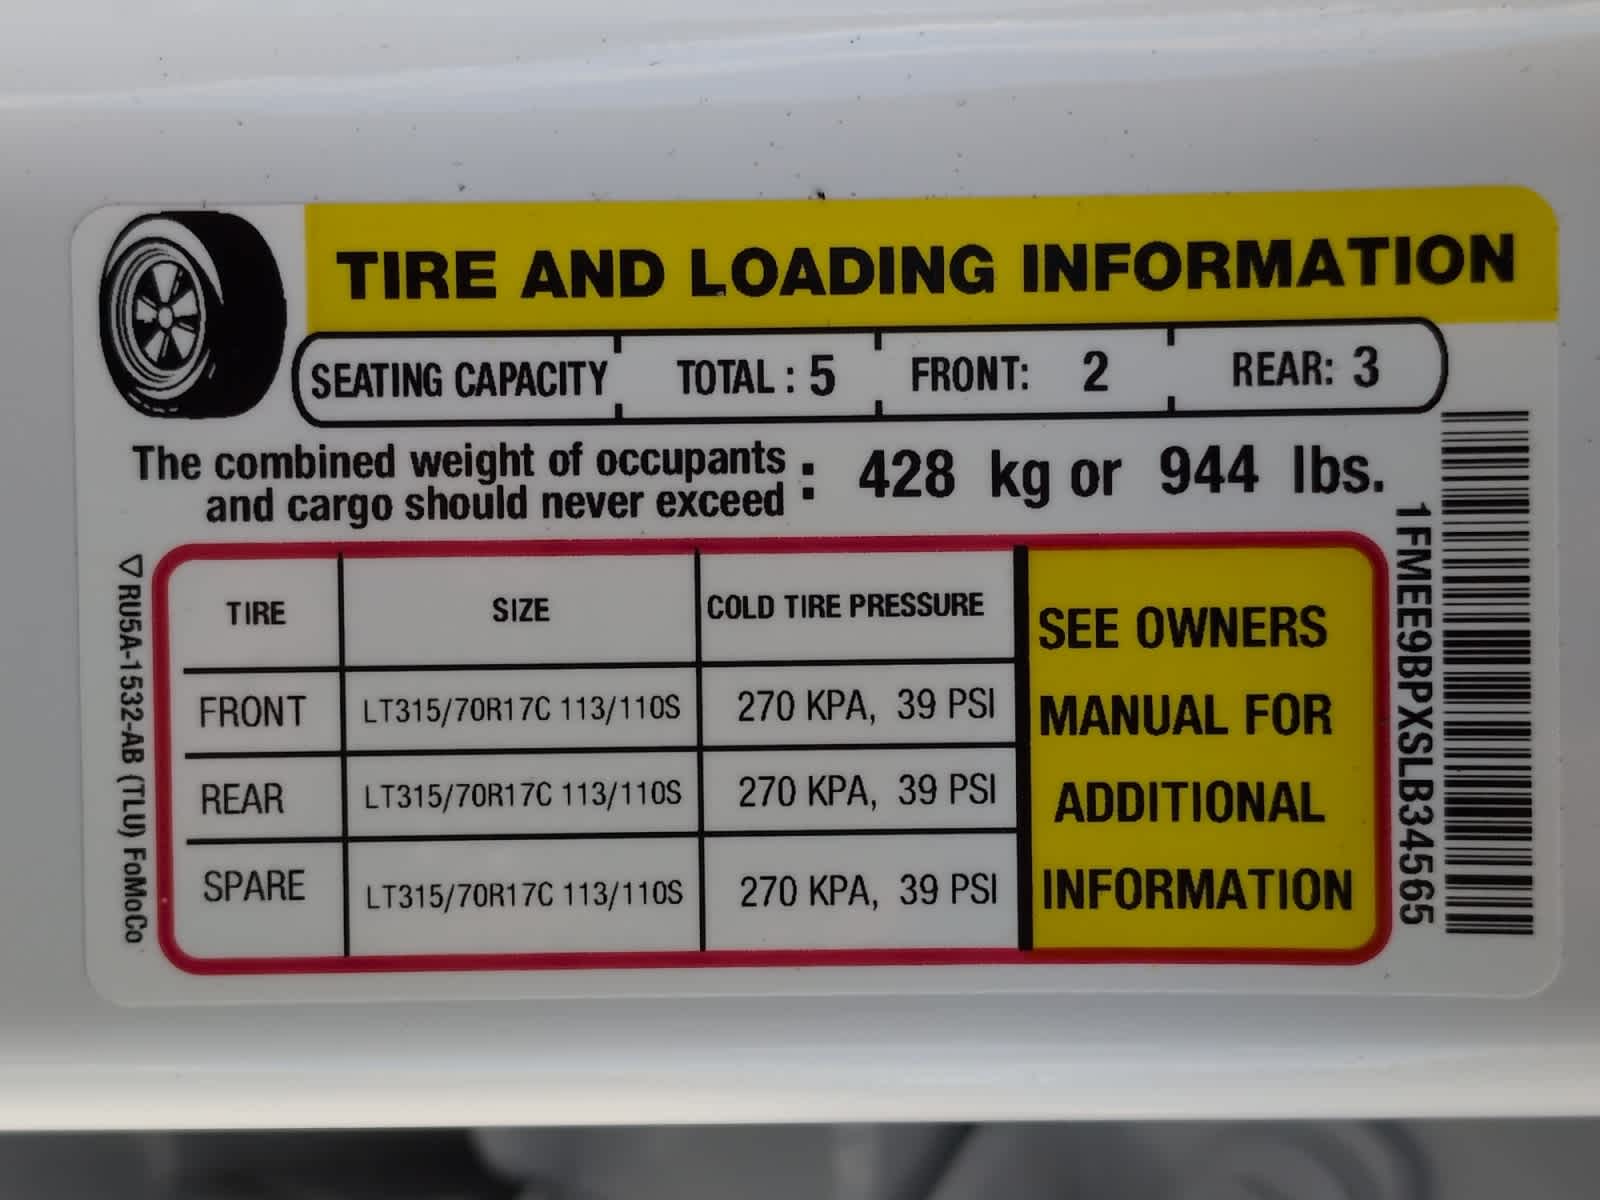 TIRE AND LOADING INFORMATION
SEATING CAPACITY TOTAL : 5 FRONT: 2 REAR: 3
The combined weight of occupants
and cargo should never exceed : 428 kg or 944 lbs.
TIRE SIZE COLD TIRE PRESSURE
FRONT LT315/70R17C 113/110S 270 KPA, 39 PSI
REAR LT315/70R17C 113/110S 270 KPA, 39 PSI
SPARE LT315/70R17C 113/110S 270 KPA, 39 PSI
SEE OWNERS
MANUAL FOR
ADDITIONAL
INFORMATION
RU5A-1532-AB (TLU) FoMoCo
1FMEE9BPXSLB34565